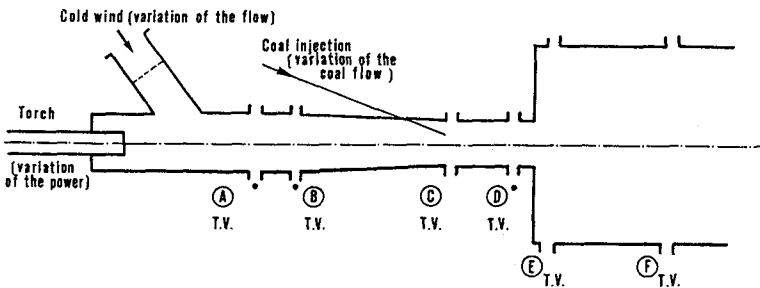 Cold wind (variation of the flow)
Coal injection
(variation of the
coal flow)
Torch
(variation
of the power)
A
B
C
D
T.V.
T.V.
T.V.
T.V.
E
F
T.V.
T.V.